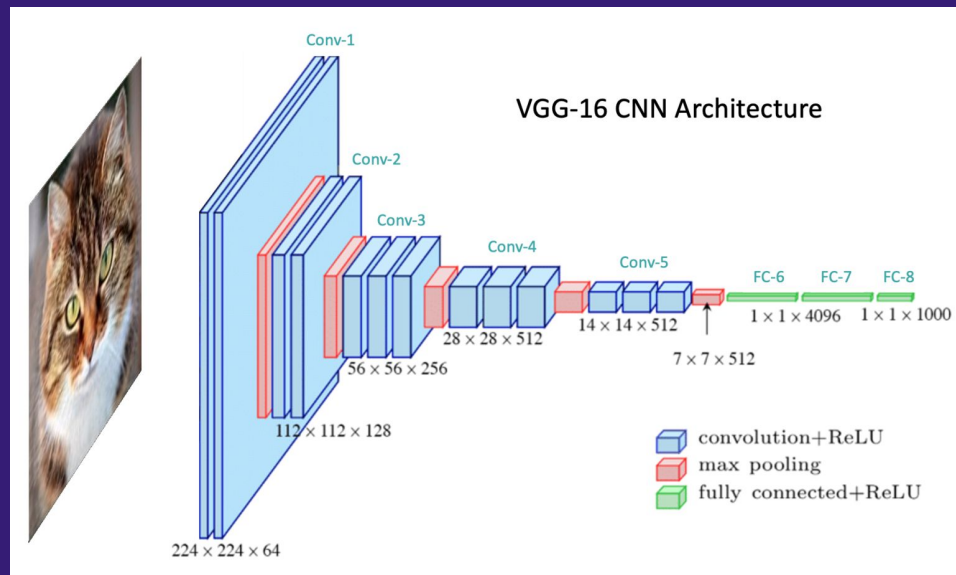 Conv-1
VGG-16 CNN Architecture
Conv-2
Conv-3
Conv-4
Conv-5
FC-6
FC-7
FC-8
1 × 1 × 4096
1 × 1 × 1000
14 × 14 × 512
28 × 28 × 512
7 × 7 × 512
56 × 56 × 256
112 × 112 × 128
convolution+ReLU
max pooling
fully connected+ReLU
224 × 224 × 64